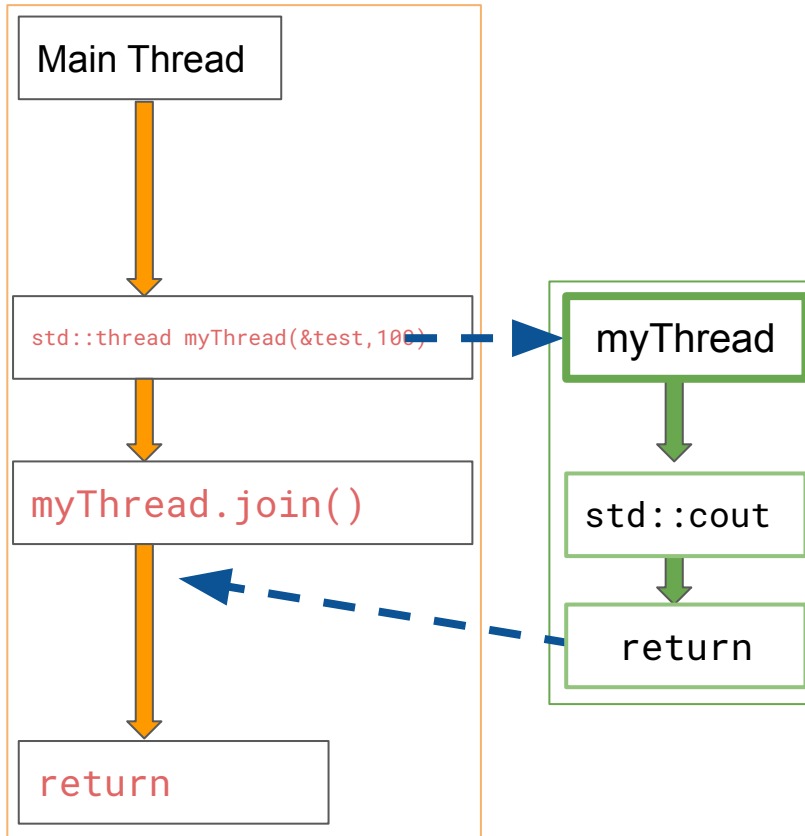 Main Thread
std::thread myThread(&test,100)
myThread.join()
return
myThread
std::cout
return